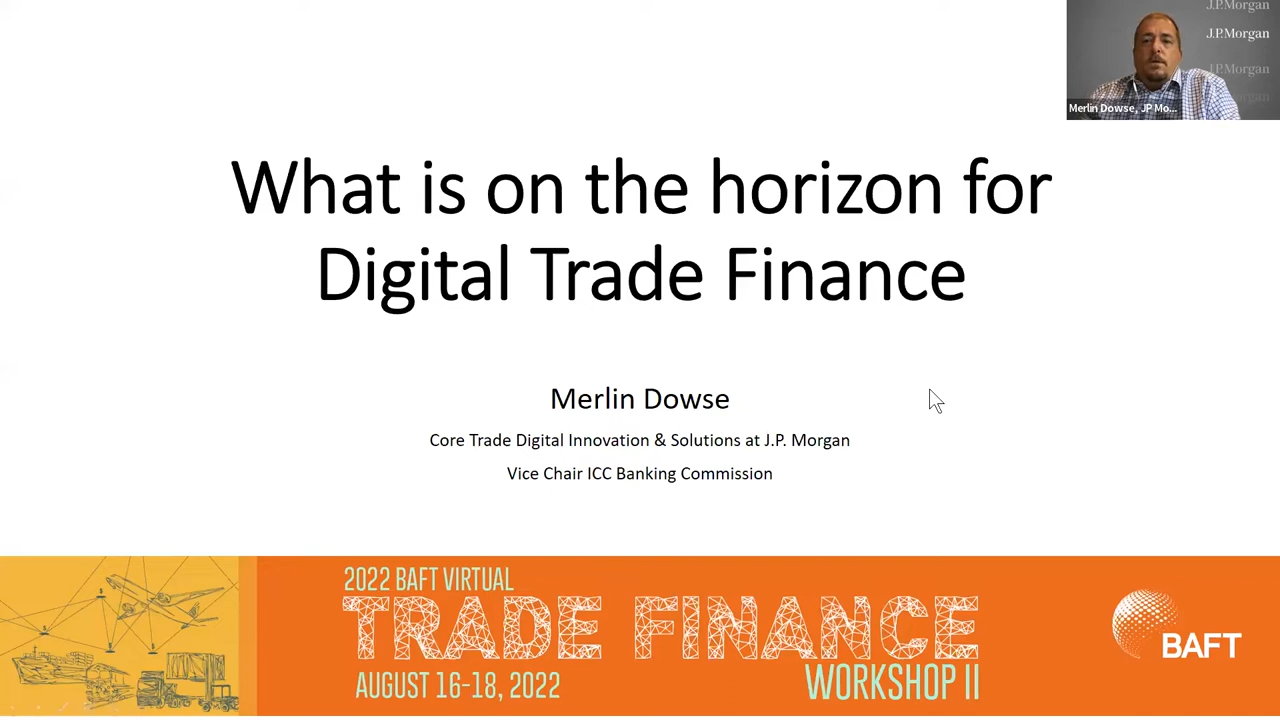 J.P.Morgan
J.P.Morgan
J.P.Morgan
Merlin Dowse, JP Mo...
What is on the horizon for
Digital Trade Finance
Merlin Dowse
Core Trade Digital Innovation & Solutions at J.P. Morgan
Vice Chair ICC Banking Commission
2022 BAFT VIRTUAL
TRADE FINANCE
WORKSHOP II
AUGUST 16-18, 2022
BAFT